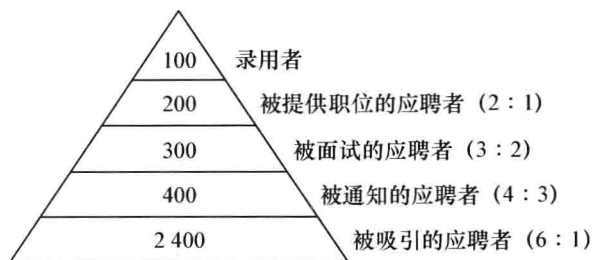 100 录用者
200 被提供职位的应聘者（2：1）
300 被面试的应聘者（3：2）
400 被通知的应聘者（4：3）
2 400 被吸引的应聘者（6：1）